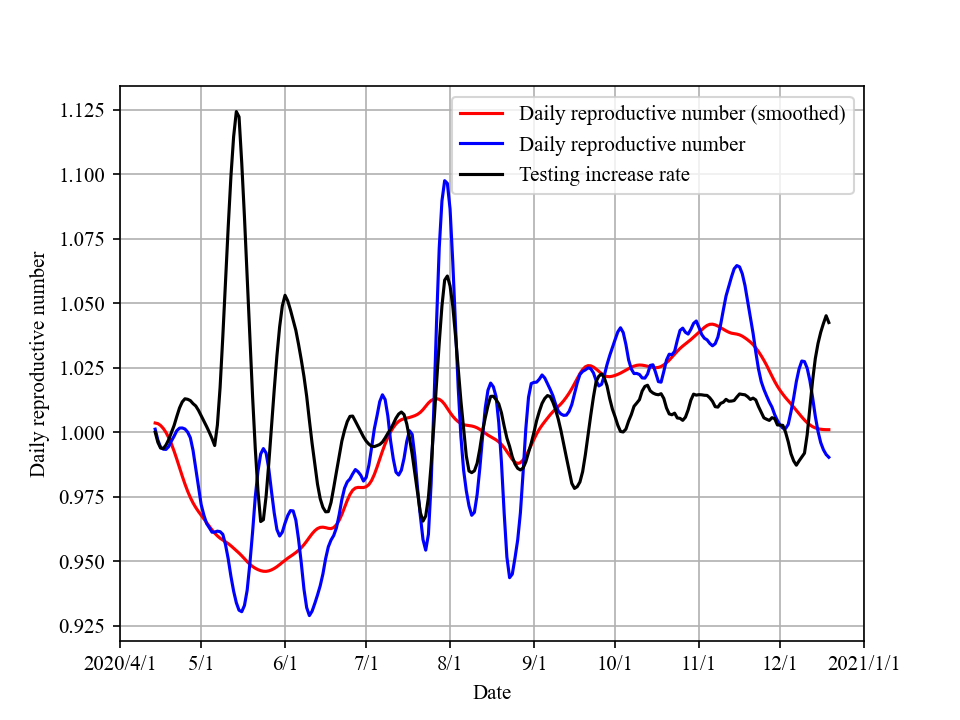 Daily reproductive number (smoothed)
Daily reproductive number
Testing increase rate
1.125
1.100
1.075
1.050
1.025
1.000
0.975
0.950
0.925
Daily reproductive number
2020/4/1 5/1 6/1 7/1 8/1 9/1 10/1 11/1 12/1 2021/1/1
Date